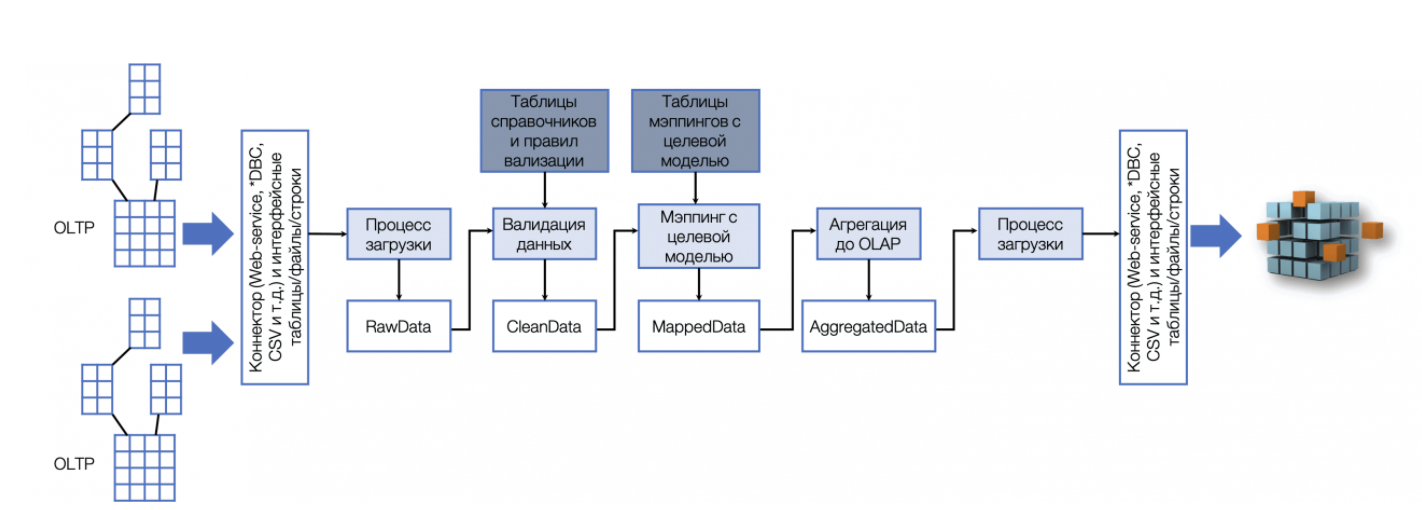 OLTP
OLTP
Коннектор (Web-service, *DBC,
CSV и т.д.) и интерфейсные
таблицы/файлы/строки
Процесс
загрузки
RawData
Таблицы
справочников
и правил
вализации
Валидация
данных
CleanData
Таблицы
мэппингов с
целевой
моделью
Мэппинг с
целевой
моделью
MappedData
Агрегация
до OLAP
AggregatedData
Процесс
загрузки
Коннектор (Web-service, *DBC,
CSV и т.д.) и интерфейсные
таблицы/файлы/строки